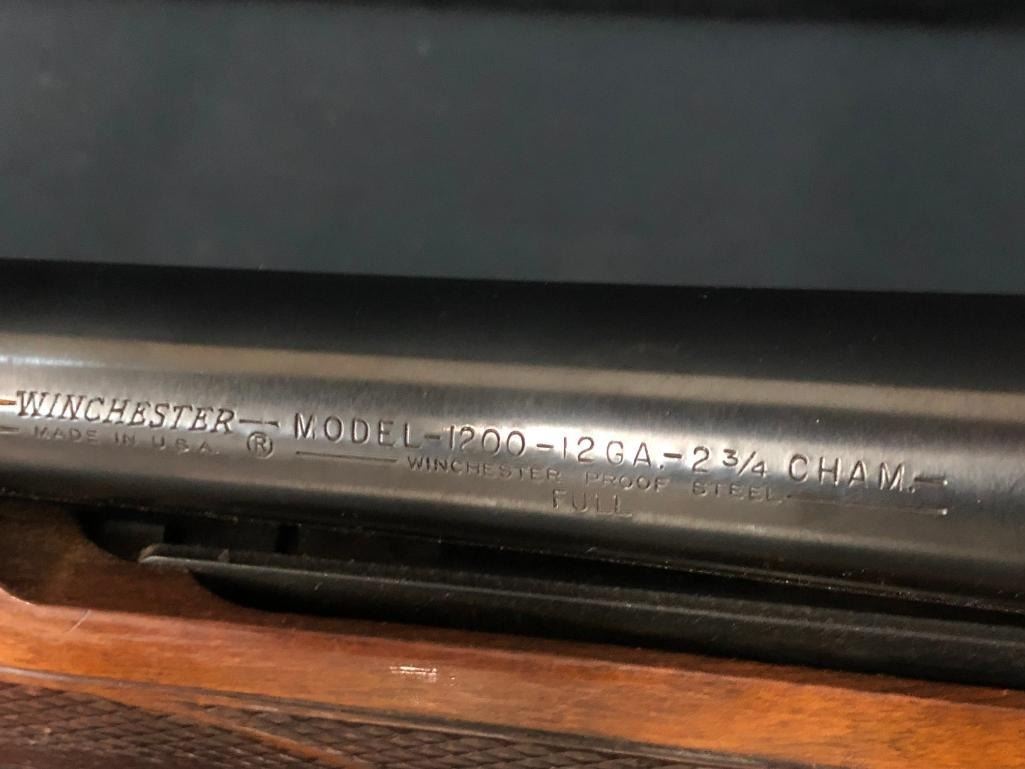 -WINCHESTER- MODEL-1200-12GA.-2 3/4 CHAM.-
MADE IN U.S.A. ® WINCHESTER PROOF STEEL
FULL